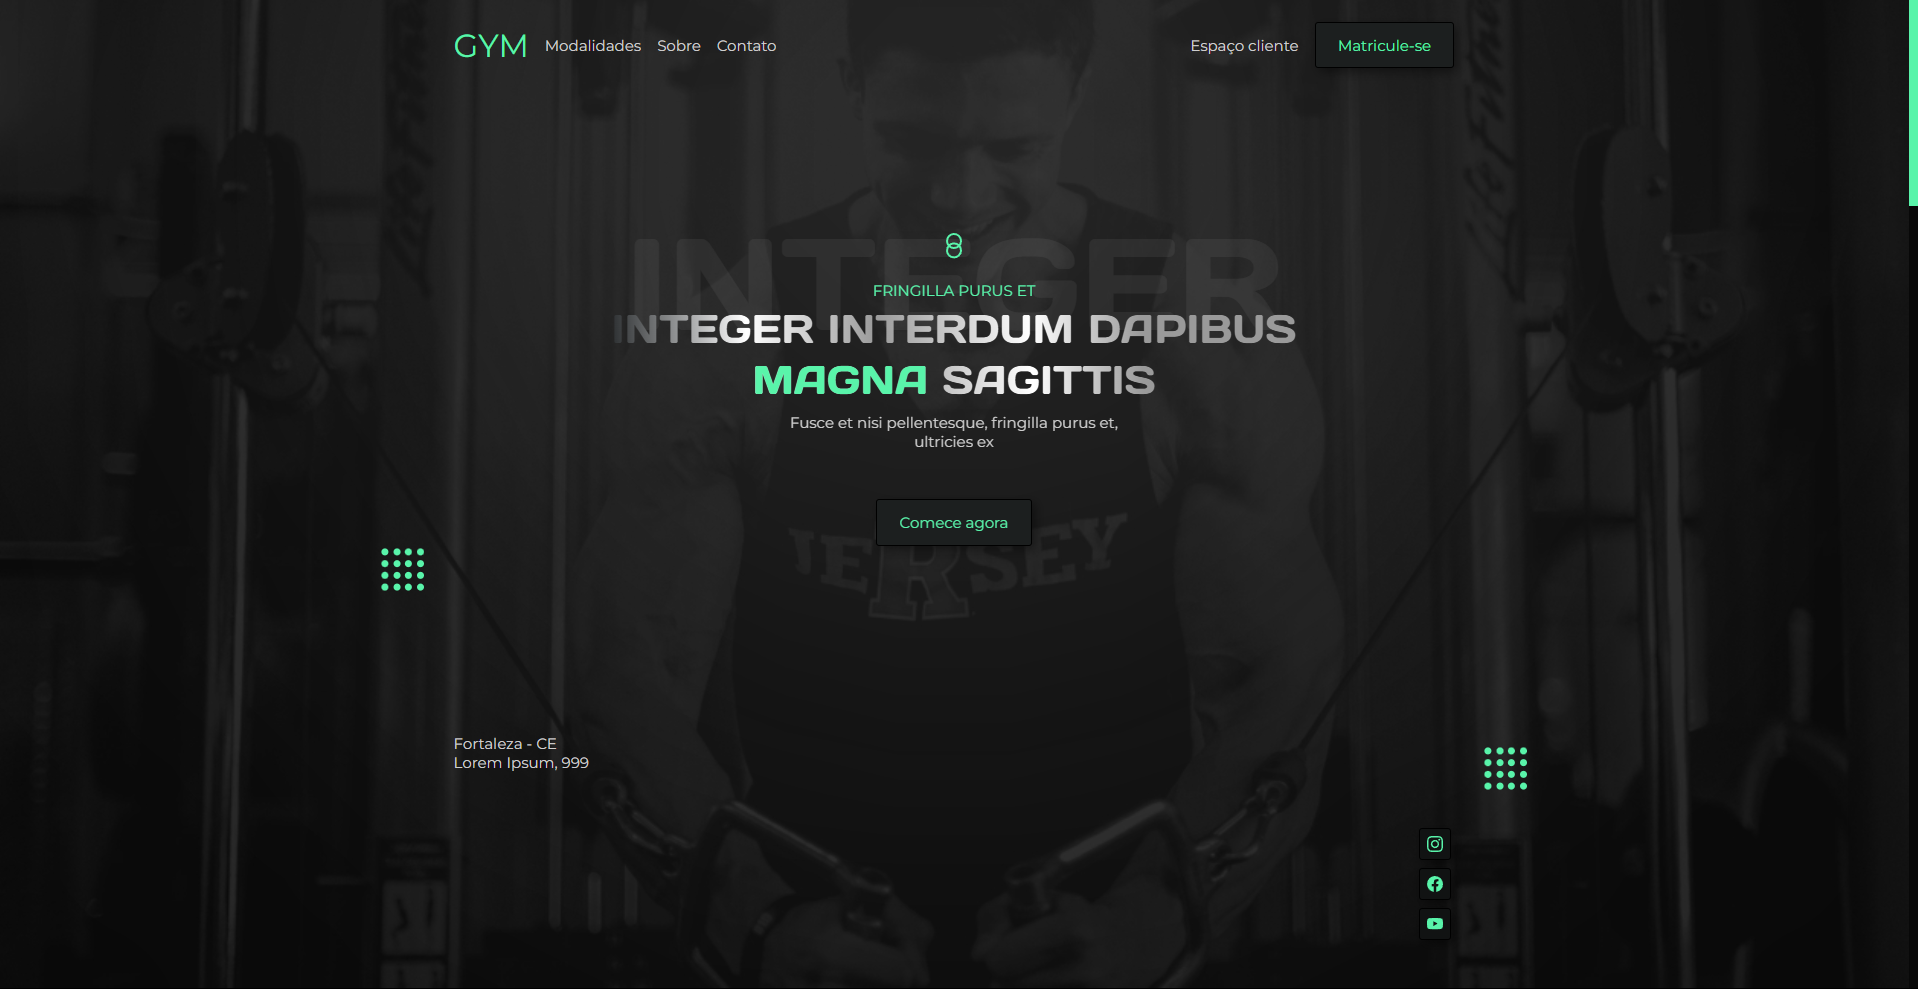 GYM Modalidades Sobre Contato Espaço cliente Matricule-se
INTEGER
FRINGILLA PURUS ET
INTEGER INTERDUM DAPIBUS
MAGNA SAGITTIS
Fusce et nisi pellentesque, fringilla purus et,
ultricies ex
Comece agora
JERSEY
Fortaleza - CE
Lorem Ipsum, 999